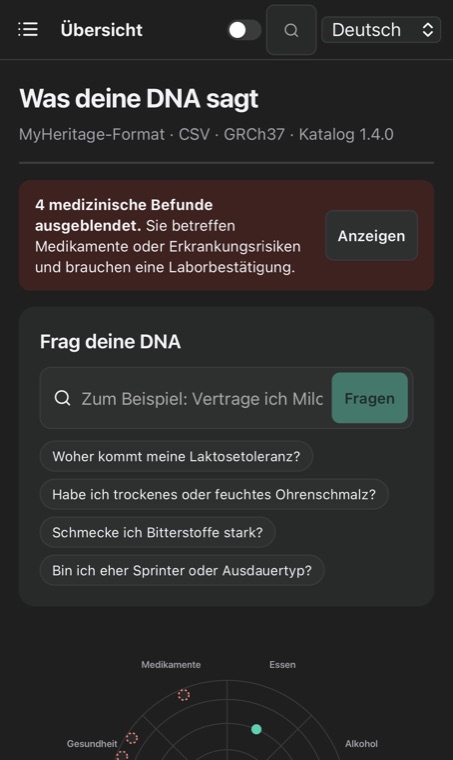 Übersicht
Deutsch
Was deine DNA sagt
MyHeritage-Format · CSV · GRCh37 · Katalog 1.4.0
4 medizinische Befunde
ausgeblendet. Sie betreffen
Medikamente oder Erkrankungsrisiken
und brauchen eine Laborbestätigung.
Anzeigen
Frag deine DNA
Zum Beispiel: Vertrage ich Milc
Fragen
Woher kommt meine Laktosetoleranz?
Habe ich trockenes oder feuchtes Ohrenschmalz?
Schmecke ich Bitterstoffe stark?
Bin ich eher Sprinter oder Ausdauertyp?
Medikamente
Essen
Gesundheit
Alkohol